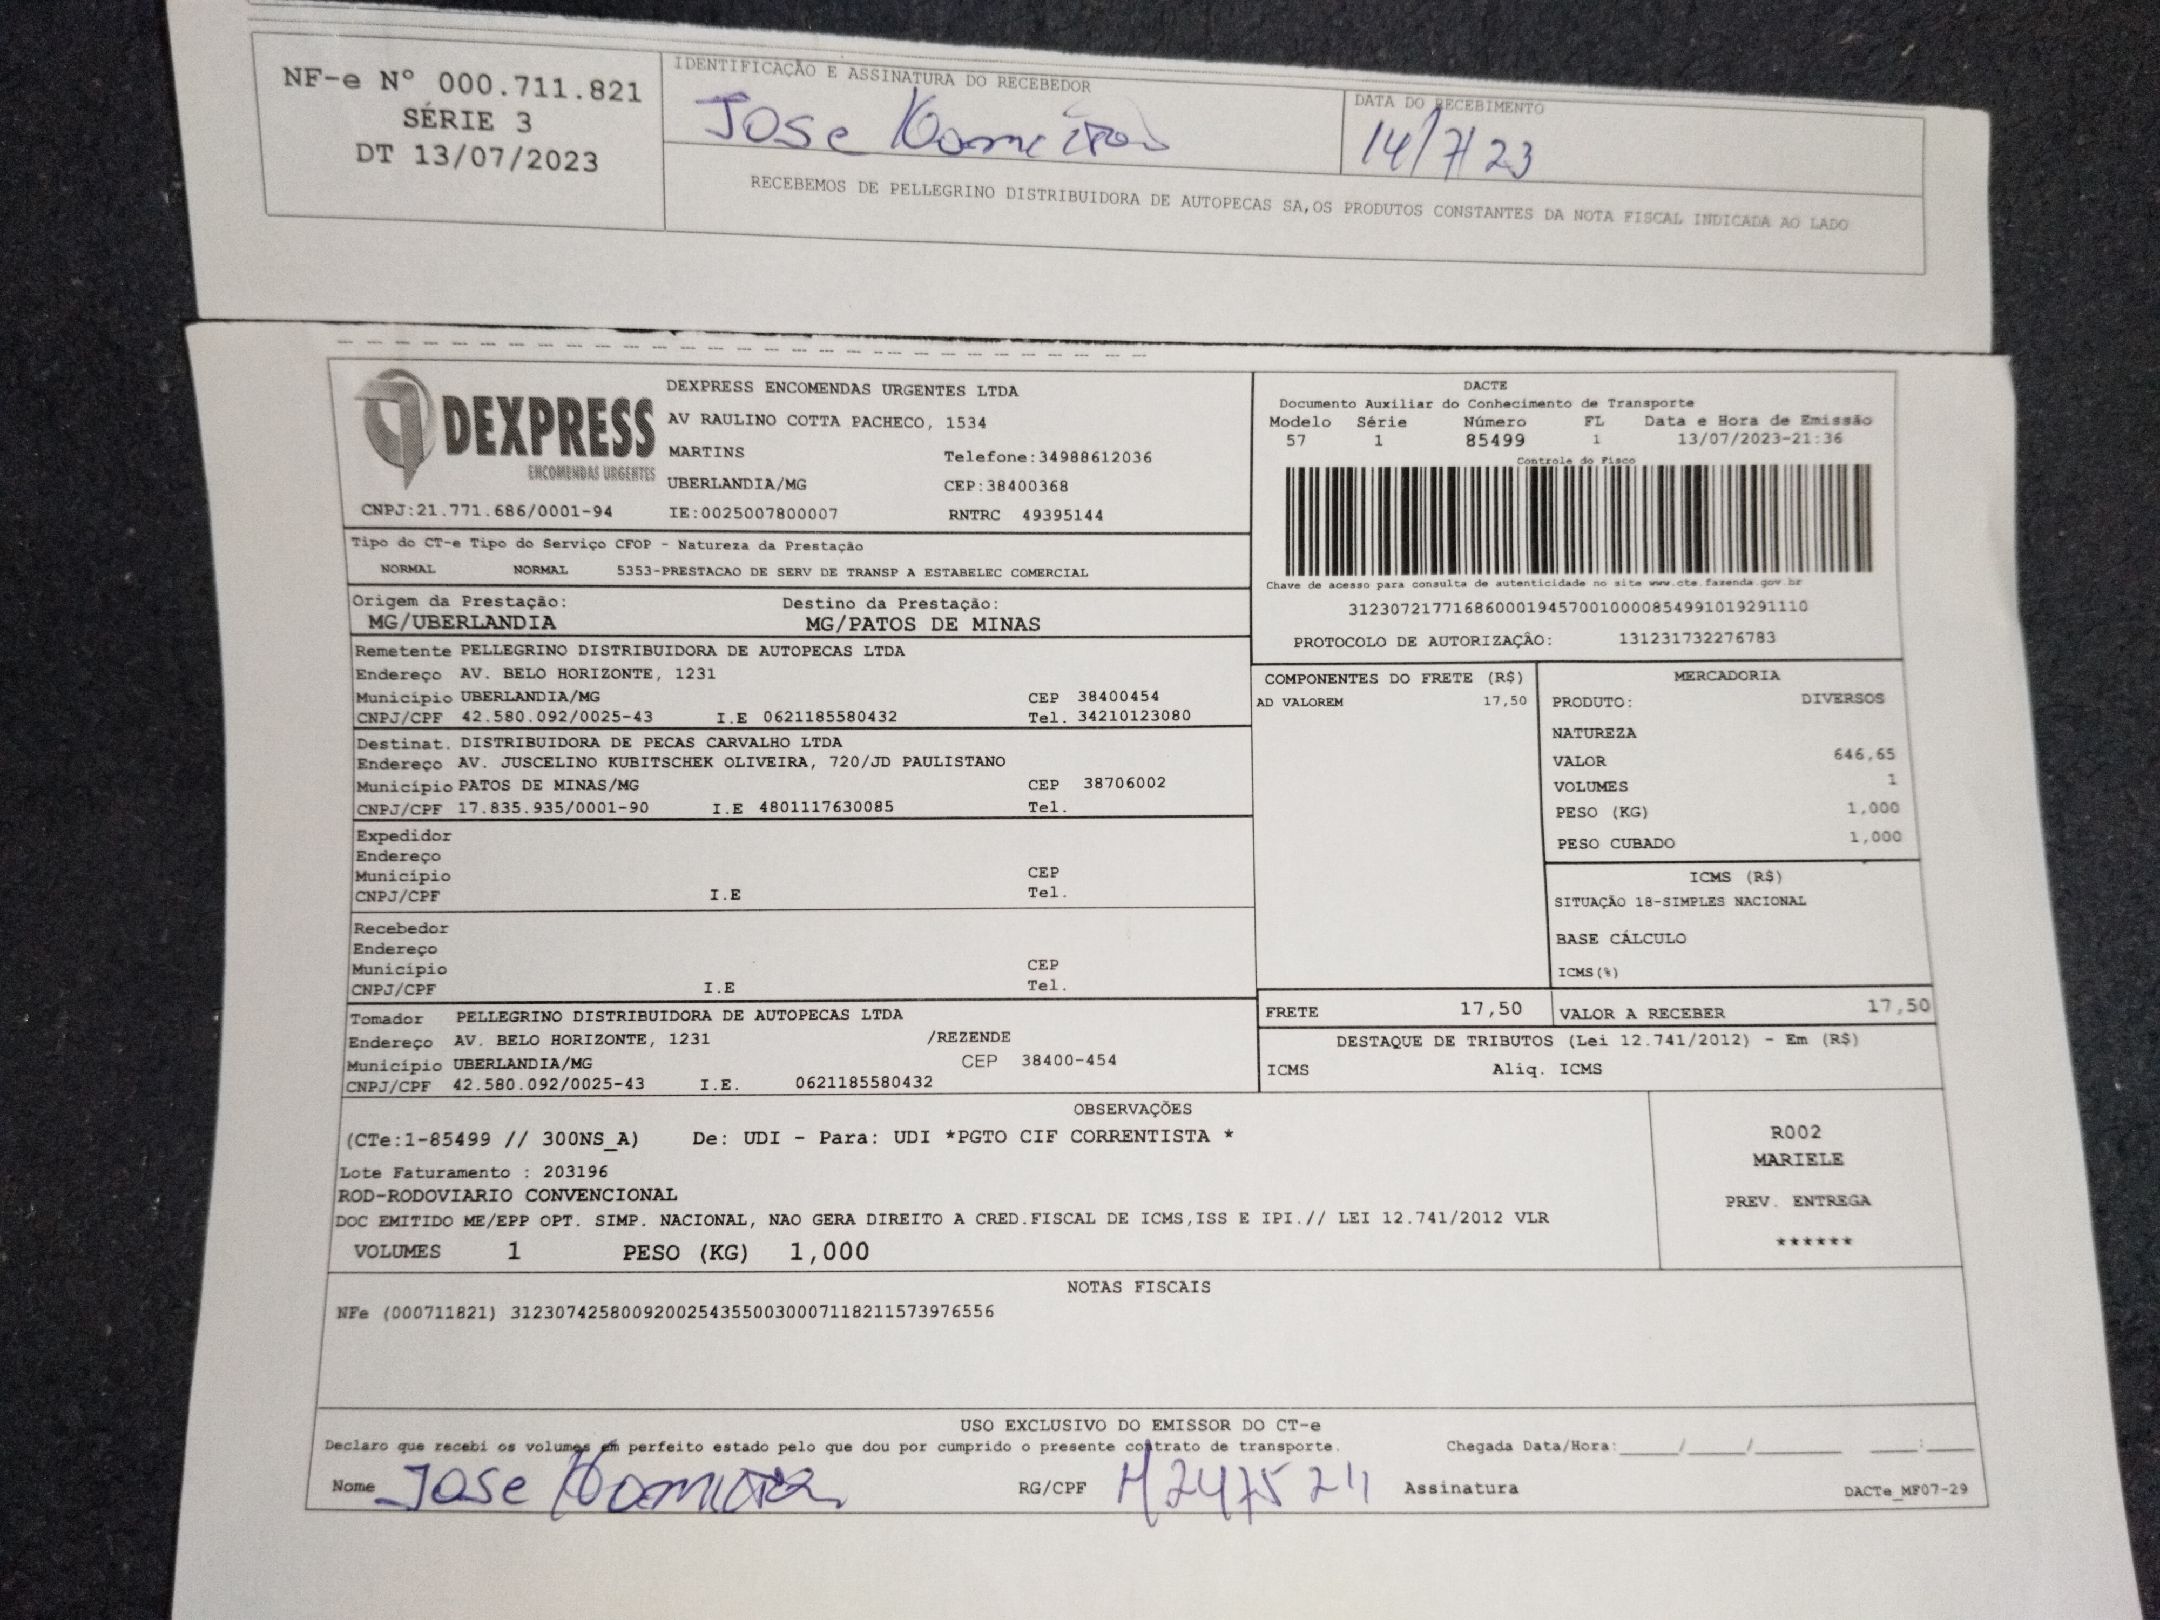 NF-e Nº 000.711.821
SÉRIE 3
DT 13/07/2023
IDENTIFICAÇÃO E ASSINATURA DO RECEBEDOR
Jose
DATA DO RECEBIMENTO
14/7/23
RECEBEMOS DE PELLEGRINO DISTRIBUIDORA DE AUTOPECAS SA,OS PRODUTOS CONSTANTES DA NOTA FISCAL INDICADA AO LADO
DEXPRESS
ENCOMENDAS URGENTES
CNPJ:21.771.686/0001-94
DEXPRESS ENCOMENDAS URGENTES LTDA
AV RAULINO COTTA PACHECO, 1534
MARTINS Telefone:34988612036
UBERLANDIA/MG CEP:38400368
IE:0025007800007 RNTRC 49395144
DACTE
Documento Auxiliar do Conhecimento de Transporte
Modelo Série Número FL Data e Hora de Emissão
57 1 85499 1 13/07/2023-21:36
Controle do Fisco
Chave de acesso para consulta de autenticidade no site www.cte.fazenda.gov.br
31230721771686000194570010000854991019291110
PROTOCOLO DE AUTORIZAÇÃO: 131231732276783
Tipo do CT-e Tipo do Serviço CFOP - Natureza da Prestação
NORMAL NORMAL 5353-PRESTACAO DE SERV DE TRANSP A ESTABELEC COMERCIAL
Origem da Prestação: Destino da Prestação:
MG/UBERLANDIA MG/PATOS DE MINAS
Remetente PELLEGRINO DISTRIBUIDORA DE AUTOPECAS LTDA
Endereço AV. BELO HORIZONTE, 1231
Município UBERLANDIA/MG CEP 38400454
CNPJ/CPF 42.580.092/0025-43 I.E 0621185580432 Tel. 34210123080
Destinat. DISTRIBUIDORA DE PECAS CARVALHO LTDA
Endereço AV. JUSCELINO KUBITSCHEK OLIVEIRA, 720/JD PAULISTANO
Município PATOS DE MINAS/MG CEP 38706002
CNPJ/CPF 17.835.935/0001-90 I.E 4801117630085 Tel.
Expedidor
Endereço
Município CEP
CNPJ/CPF I.E Tel.
Recebedor
Endereço
Município CEP
CNPJ/CPF I.E Tel.
Tomador PELLEGRINO DISTRIBUIDORA DE AUTOPECAS LTDA
Endereço AV. BELO HORIZONTE, 1231 /REZENDE
Município UBERLANDIA/MG CEP 38400-454
CNPJ/CPF 42.580.092/0025-43 I.E. 0621185580432
COMPONENTES DO FRETE (R$)
AD VALOREM 17,50
MERCADORIA
PRODUTO: DIVERSOS
NATUREZA
VALOR 646,65
VOLUMES 1
PESO (KG) 1,000
PESO CUBADO 1,000
ICMS (R$)
SITUAÇÃO 18-SIMPLES NACIONAL
BASE CÁLCULO
ICMS(%)
FRETE 17,50 VALOR A RECEBER 17,50
DESTAQUE DE TRIBUTOS (Lei 12.741/2012) - Em (R$)
ICMS Aliq. ICMS
OBSERVAÇÕES
(CTe:1-85499 // 300NS_A) De: UDI - Para: UDI *PGTO CIF CORRENTISTA *
Lote Faturamento : 203196
ROD-RODOVIARIO CONVENCIONAL
DOC EMITIDO ME/EPP OPT. SIMP. NACIONAL, NAO GERA DIREITO A CRED.FISCAL DE ICMS,ISS E IPI.// LEI 12.741/2012 VLR
VOLUMES 1 PESO (KG) 1,000
R002
MARIELE
PREV. ENTREGA
******
NOTAS FISCAIS
NFe (000711821) 31230742580092002543550030007118211573976556
USO EXCLUSIVO DO EMISSOR DO CT-e
Declaro que recebi os volumes em perfeito estado pelo que dou por cumprido o presente contrato de transporte. Chegada Data/Hora:_____/_____/_______ ____:____
Nome Jose RG/CPF M2475211 Assinatura DACTe_MF07-29